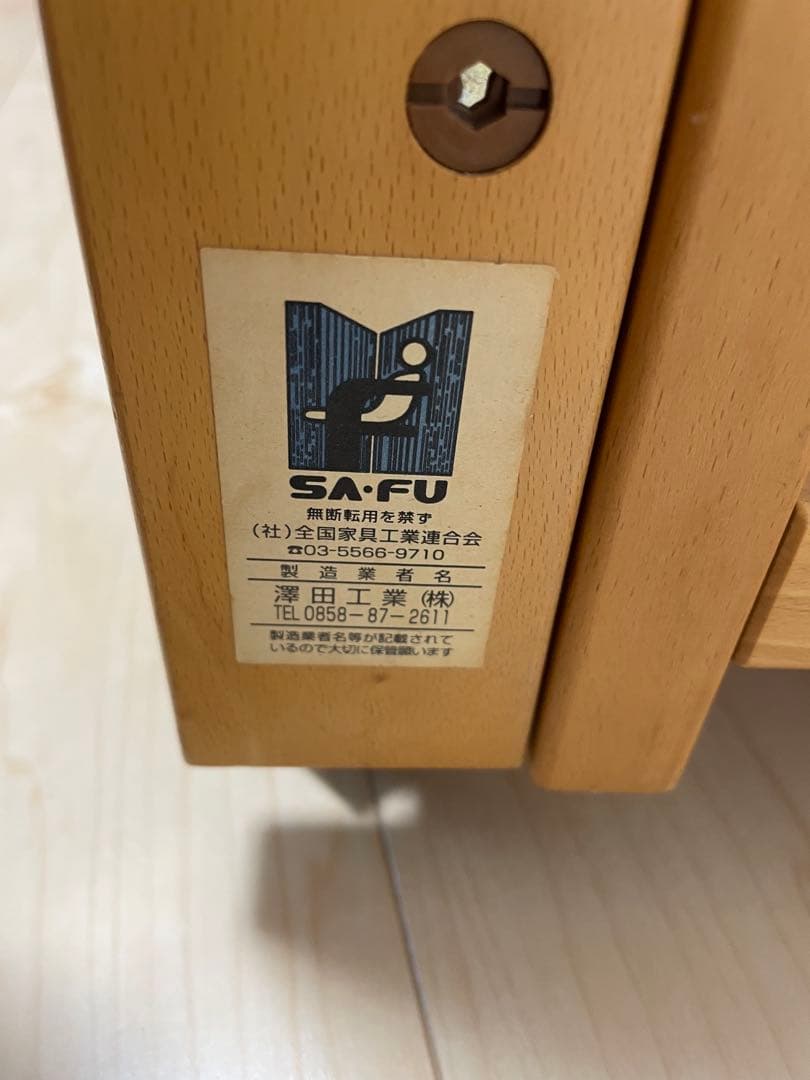 SA・FU
無断転用を禁ず
(社)全国家具工業連合会
☎03-5566-9710
製造業者名
澤田工業(株)
TEL 0858-87-2611
製造業者名等が記載されて
いるので大切に保管願います